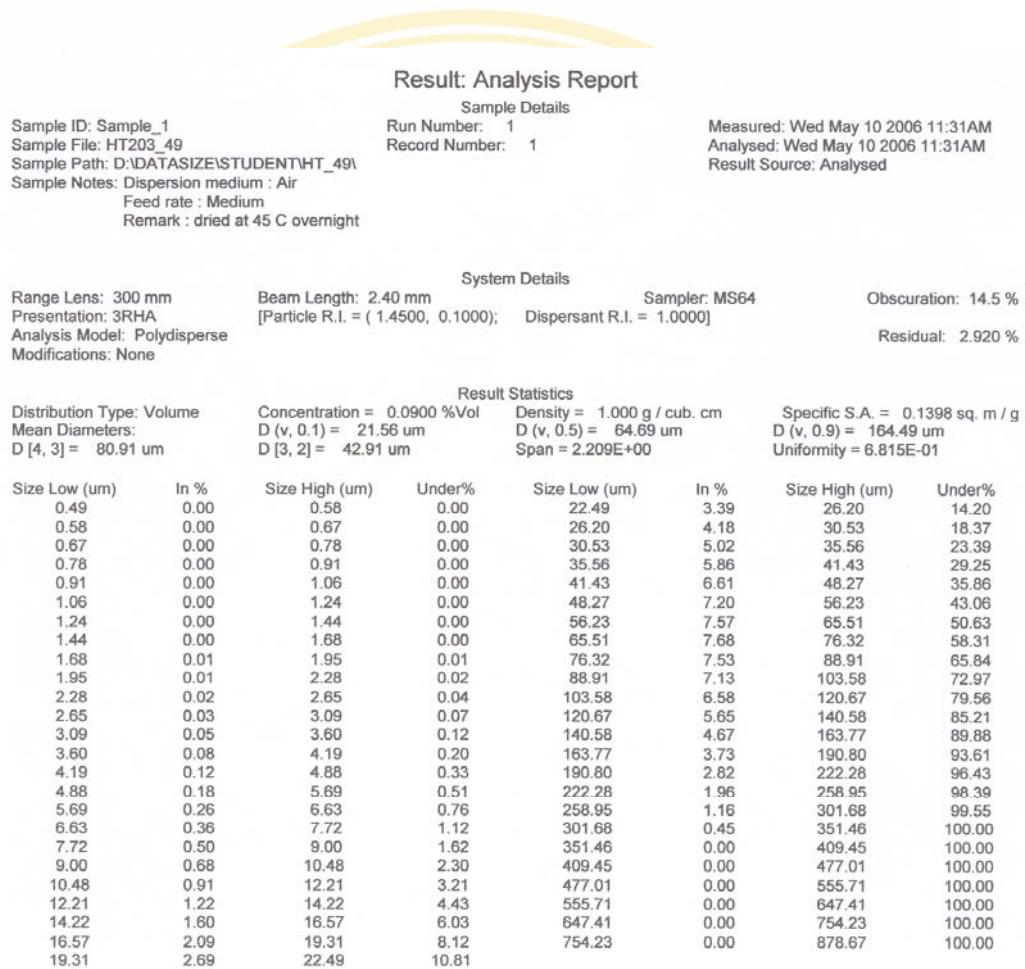 Result: Analysis Report
Sample Details
Sample ID: Sample_1 Run Number: 1 Measured: Wed May 10 2006 11:31AM
Sample File: HT203_49 Record Number: 1 Analysed: Wed May 10 2006 11:31AM
Sample Path: D:\DATASIZE\STUDENT\HT_49\ Result Source: Analysed
Sample Notes: Dispersion medium : Air
Feed rate : Medium
Remark : dried at 45 C overnight
System Details
Range Lens: 300 mm Beam Length: 2.40 mm Sampler: MS64 Obscuration: 14.5 %
Presentation: 3RHA [Particle R.I. = ( 1.4500, 0.1000); Dispersant R.I. = 1.0000]
Analysis Model: Polydisperse Residual: 2.920 %
Modifications: None
Result Statistics
Distribution Type: Volume Concentration = 0.0900 %Vol Density = 1.000 g / cub. cm Specific S.A. = 0.1398 sq. m / g
Mean Diameters: D (v, 0.1) = 21.56 um D (v, 0.5) = 64.69 um D (v, 0.9) = 164.49 um
D [4, 3] = 80.91 um D [3, 2] = 42.91 um Span = 2.209E+00 Uniformity = 6.815E-01
Size Low (um) In % Size High (um) Under% Size Low (um) In % Size High (um) Under%
0.49 0.00 0.58 0.00 22.49 3.39 26.20 14.20
0.58 0.00 0.67 0.00 26.20 4.18 30.53 18.37
0.67 0.00 0.78 0.00 30.53 5.02 35.56 23.39
0.78 0.00 0.91 0.00 35.56 5.86 41.43 29.25
0.91 0.00 1.06 0.00 41.43 6.61 48.27 35.86
1.06 0.00 1.24 0.00 48.27 7.20 56.23 43.06
1.24 0.00 1.44 0.00 56.23 7.57 65.51 50.63
1.44 0.00 1.68 0.00 65.51 7.68 76.32 58.31
1.68 0.01 1.95 0.01 76.32 7.53 88.91 65.84
1.95 0.01 2.28 0.02 88.91 7.13 103.58 72.97
2.28 0.02 2.65 0.04 103.58 6.58 120.67 79.56
2.65 0.03 3.09 0.07 120.67 5.65 140.58 85.21
3.09 0.05 3.60 0.12 140.58 4.67 163.77 89.88
3.60 0.08 4.19 0.20 163.77 3.73 190.80 93.61
4.19 0.12 4.88 0.33 190.80 2.82 222.28 96.43
4.88 0.18 5.69 0.51 222.28 1.96 258.95 98.39
5.69 0.26 6.63 0.76 258.95 1.16 301.68 99.55
6.63 0.36 7.72 1.12 301.68 0.45 351.46 100.00
7.72 0.50 9.00 1.62 351.46 0.00 409.45 100.00
9.00 0.68 10.48 2.30 409.45 0.00 477.01 100.00
10.48 0.91 12.21 3.21 477.01 0.00 555.71 100.00
12.21 1.22 14.22 4.43 555.71 0.00 647.41 100.00
14.22 1.60 16.57 6.03 647.41 0.00 754.23 100.00
16.57 2.09 19.31 8.12 754.23 0.00 878.67 100.00
19.31 2.69 22.49 10.81